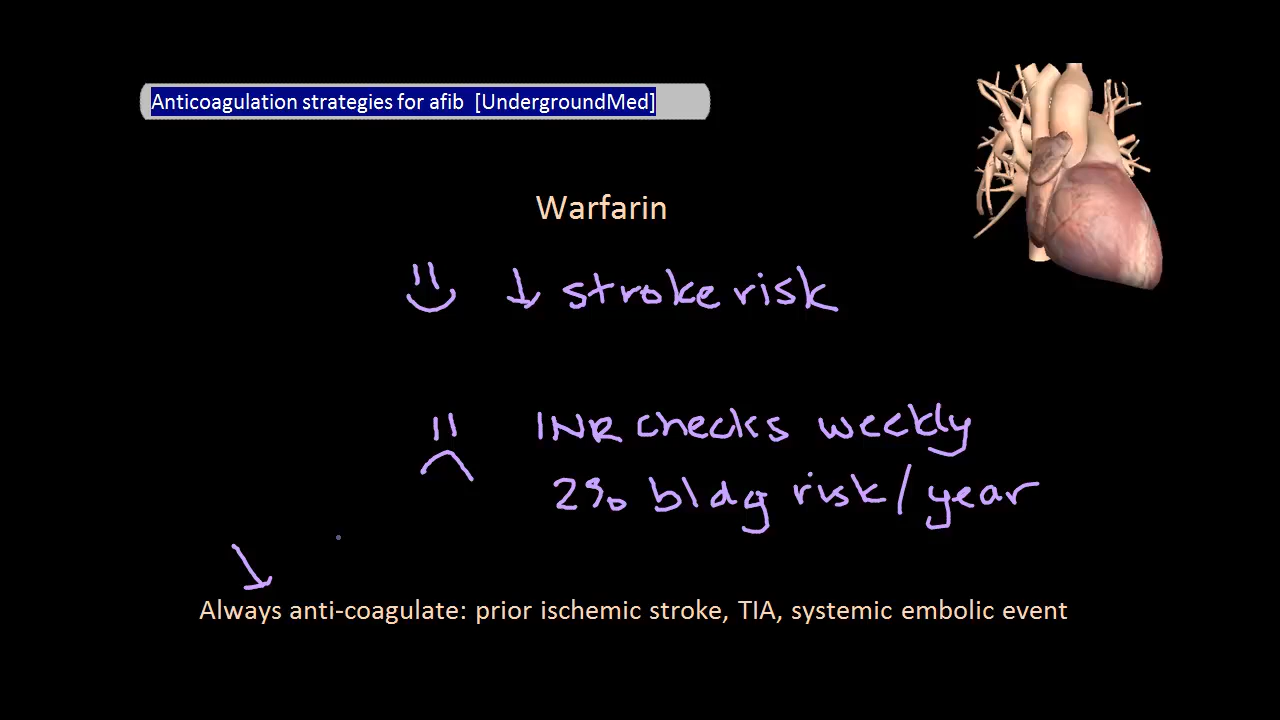 Anticoagulation strategies for afib [UndergroundMed]
Warfarin
↓ stroke risk
INR checks weekly
2% bldg risk/year
Always anti-coagulate: prior ischemic stroke, TIA, systemic embolic event